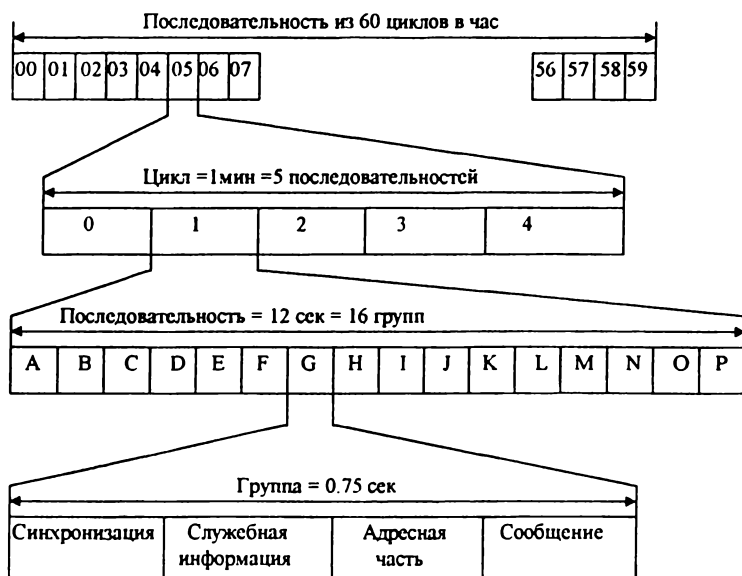 Последовательность из 60 циклов в час
00 01 02 03 04 05 06 07 56 57 58 59
Цикл =1мин =5 последовательностей
0 1 2 3 4
Последовательность = 12 сек = 16 групп
A B C D E F G H I J K L M N O P
Группа = 0.75 сек
Синхронизация Служебная Адресная Сообщение
информация часть